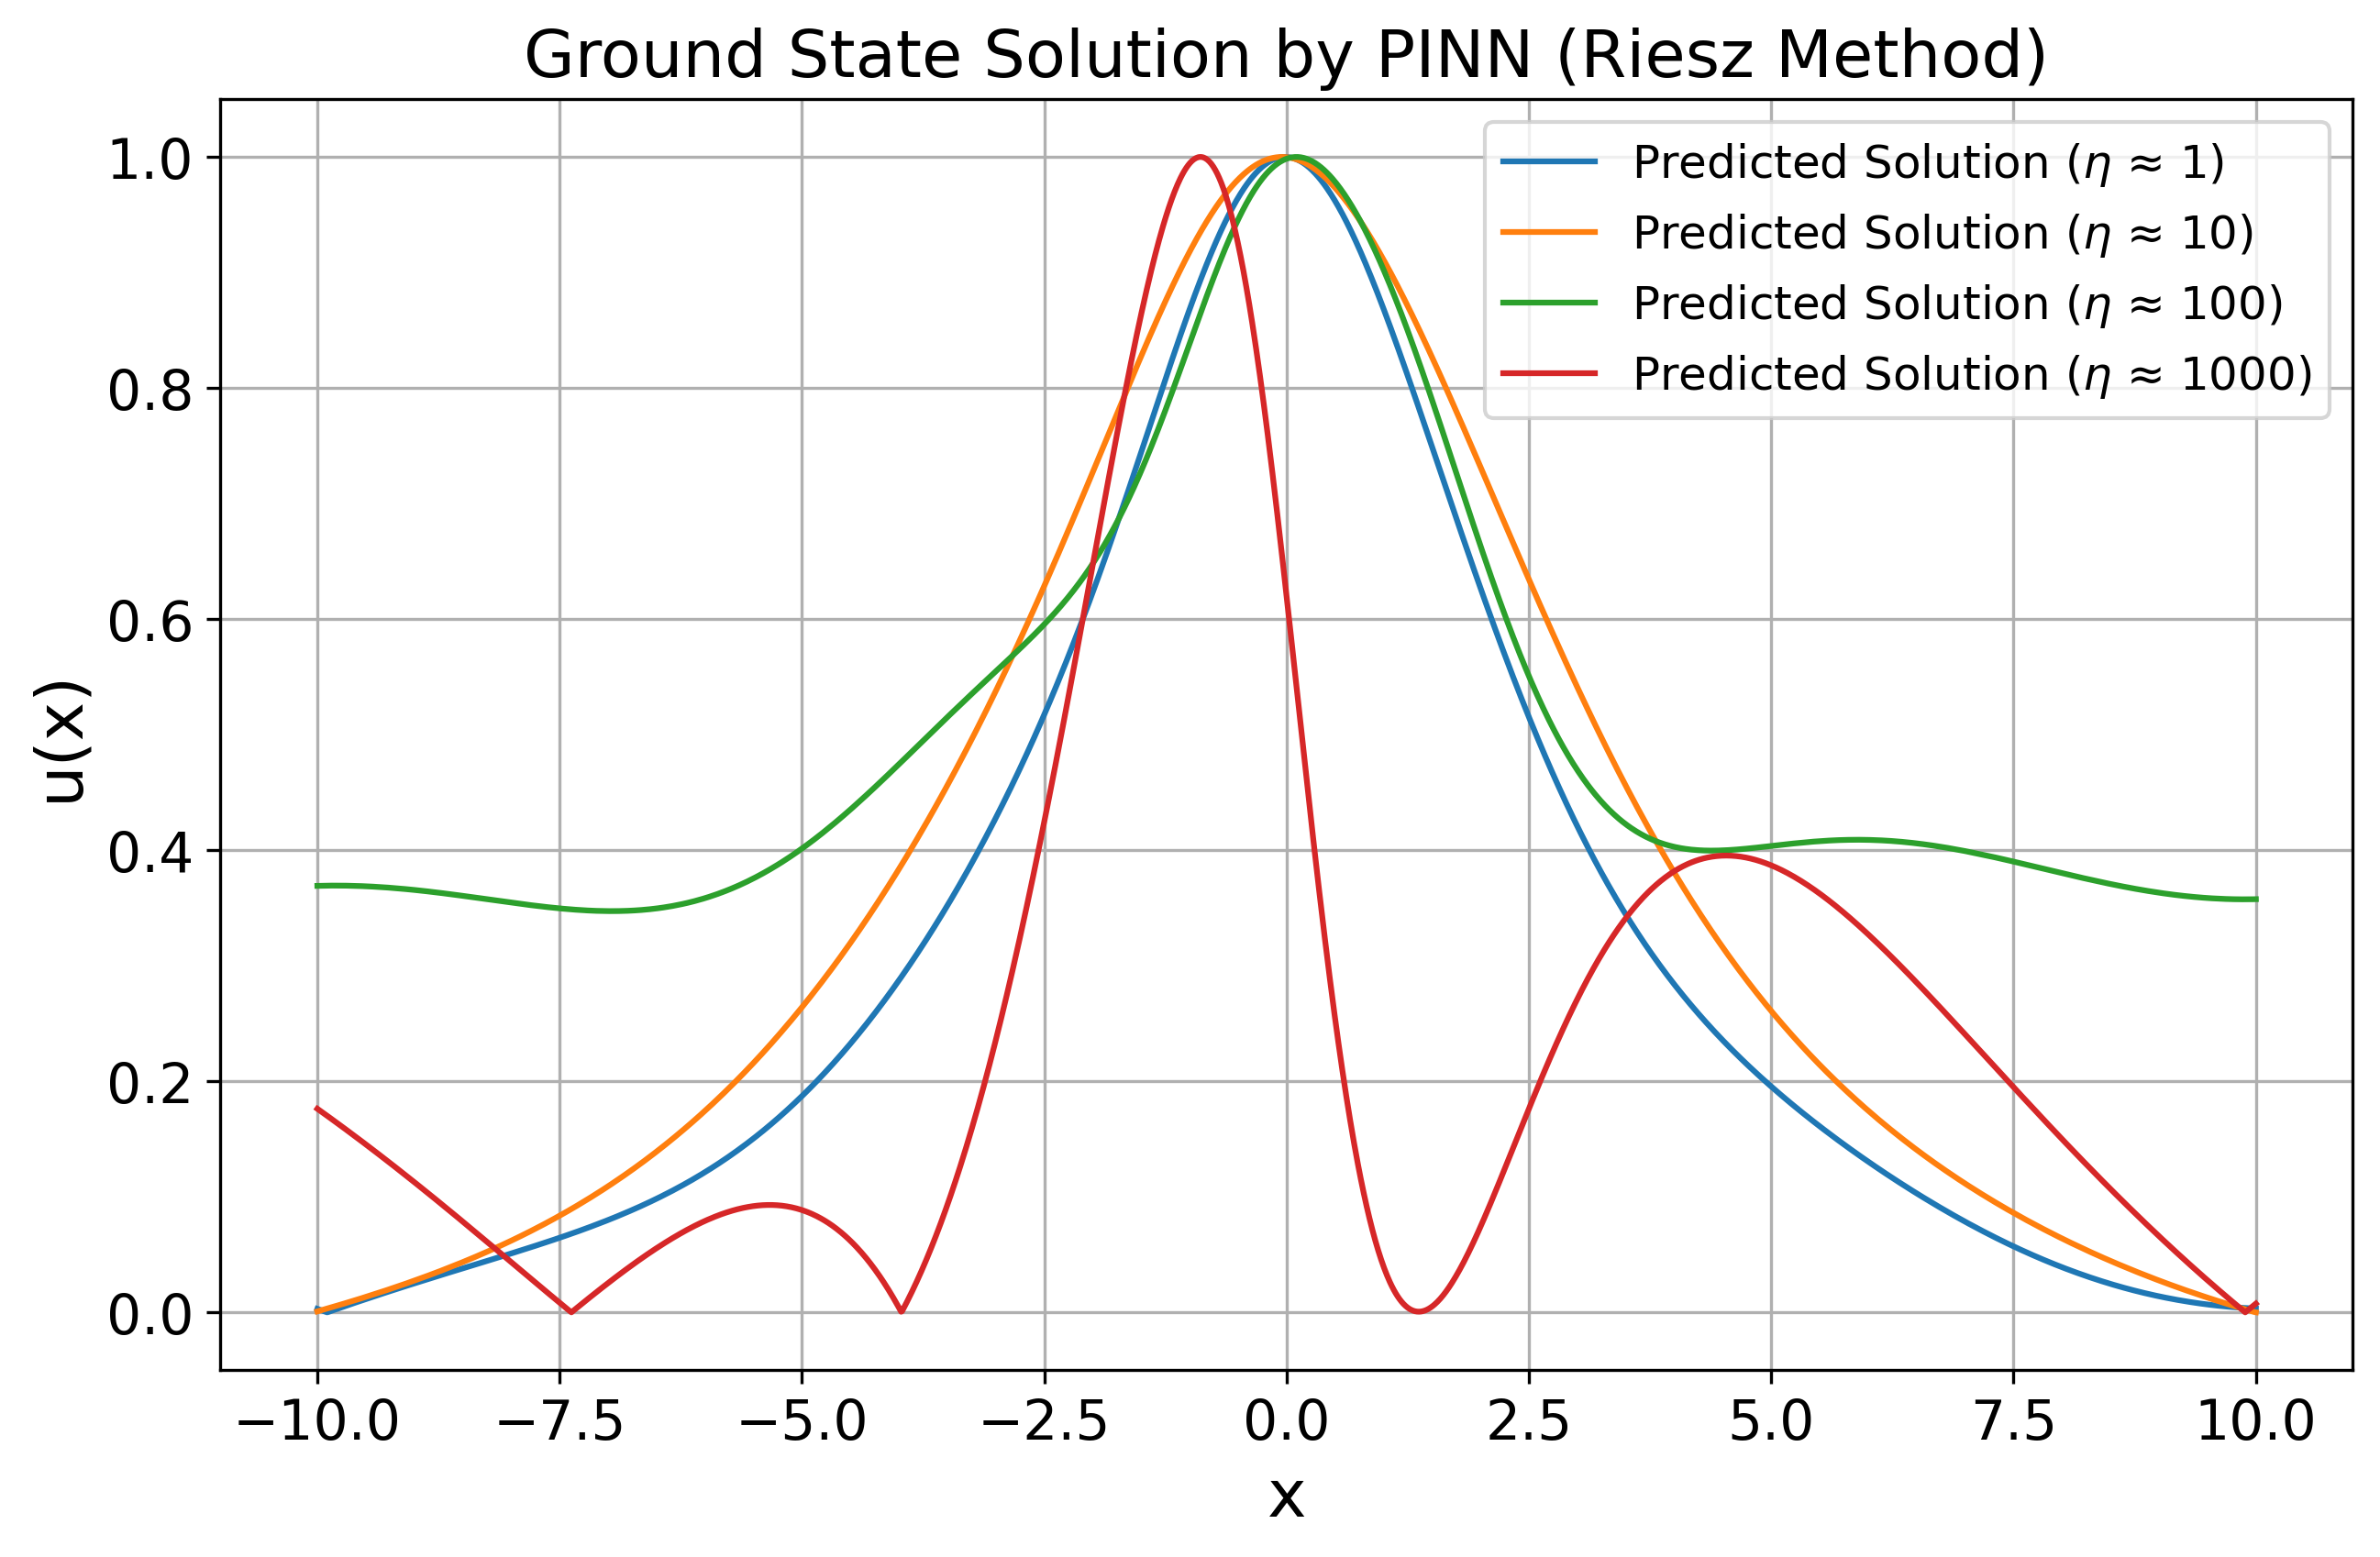 Ground State Solution by PINN (Riesz Method)
1.0
0.8
0.6
0.4
0.2
0.0
u(x)
Predicted Solution (η ≈ 1)
Predicted Solution (η ≈ 10)
Predicted Solution (η ≈ 100)
Predicted Solution (η ≈ 1000)
−10.0 −7.5 −5.0 −2.5 0.0 2.5 5.0 7.5 10.0
x